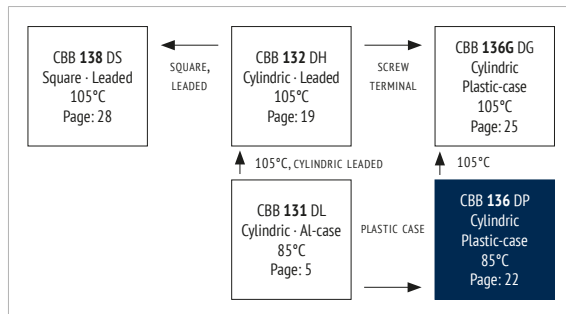 CBB 138 DS
Square · Leaded
105°C
Page: 28
SQUARE,
LEADED
CBB 132 DH
Cylindric · Leaded
105°C
Page: 19
SCREW
TERMINAL
CBB 136G DG
Cylindric
Plastic-case
105°C
Page: 25
105°C, CYLINDRIC LEADED
105°C
CBB 131 DL
Cylindric · Al-case
85°C
Page: 5
PLASTIC CASE
CBB 136 DP
Cylindric
Plastic-case
85°C
Page: 22